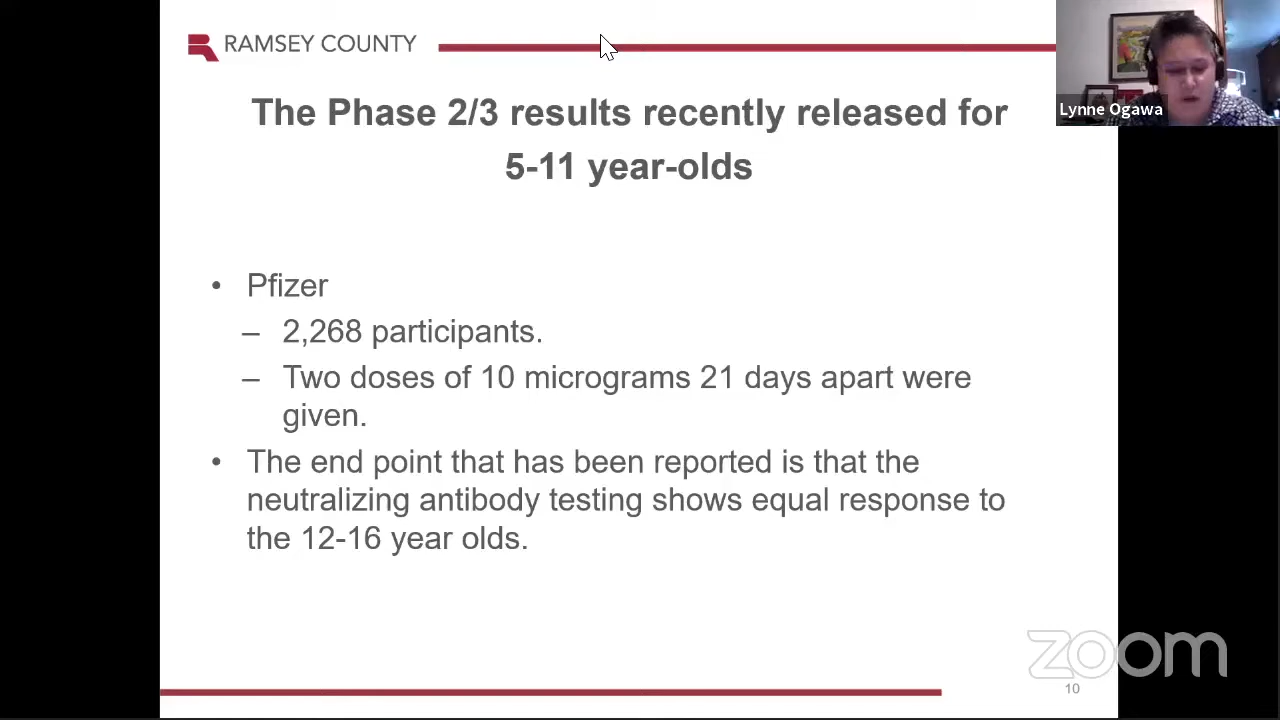 RAMSEY COUNTY
Lynne Ogawa
The Phase 2/3 results recently released for
5-11 year-olds
• Pfizer
– 2,268 participants.
– Two doses of 10 micrograms 21 days apart were
given.
• The end point that has been reported is that the
neutralizing antibody testing shows equal response to
the 12-16 year olds.
zoom
10